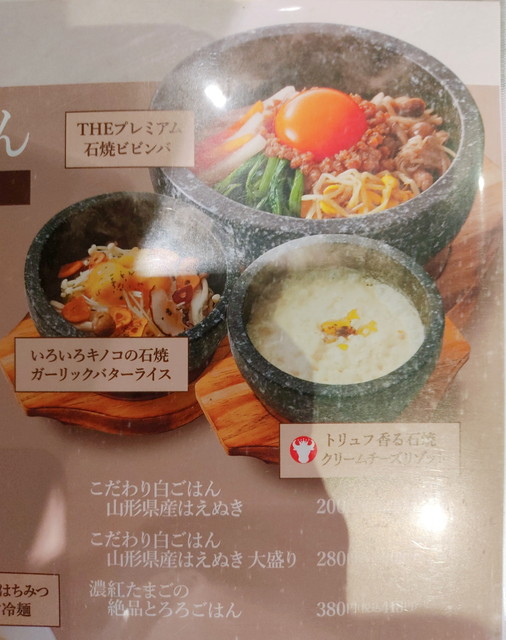 ん
THEプレミアム
石焼ビビンバ
いろいろキノコの石焼
ガーリックバターライス
トリュフ香る石焼
クリームチーズリゾット
こだわり白ごはん
山形県産はえぬき 200
こだわり白ごはん
山形県産はえぬき 大盛り 280
濃紅たまごの
絶品とろろごはん 380円
はちみつ
冷麺